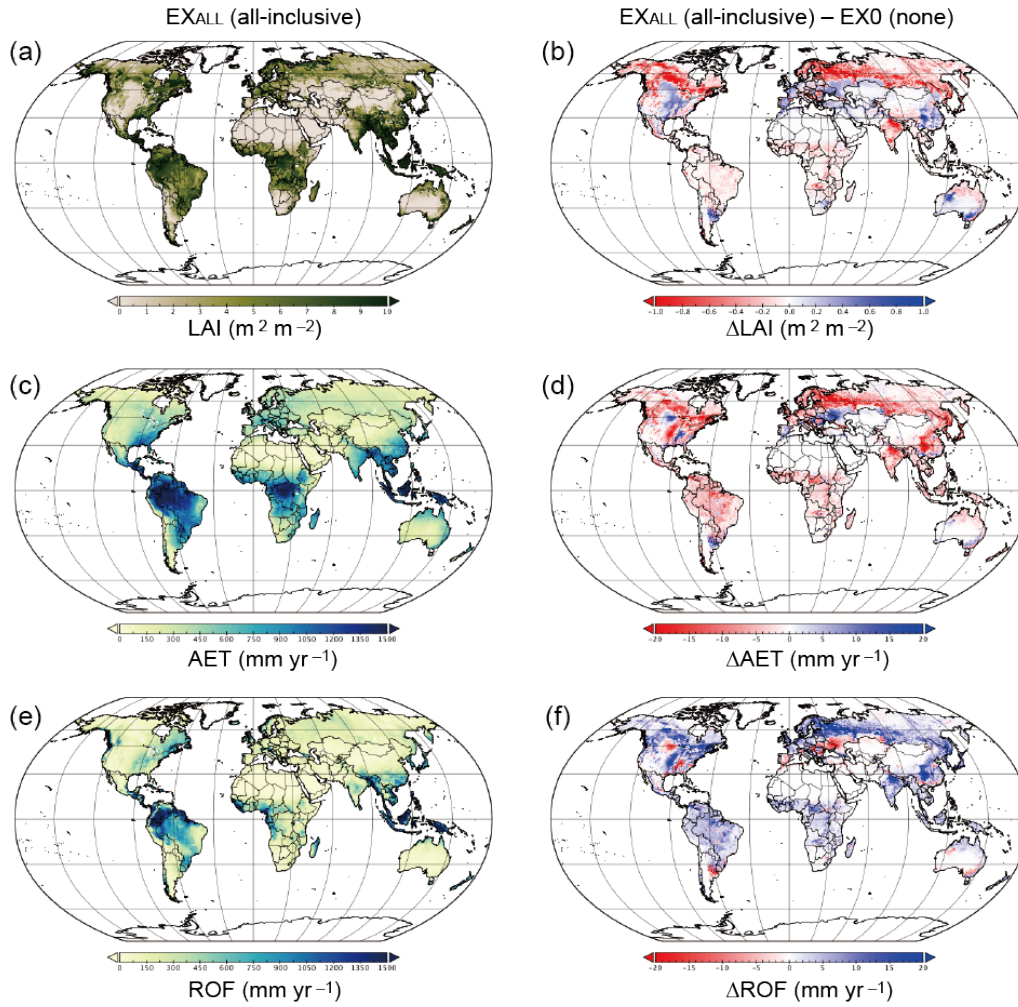 EXALL (all-inclusive)
EXALL (all-inclusive) – EX0 (none)
(a)
(b)
0 1 2 3 4 5 6 7 8 9 10
LAI (m 2 m −2)
−1.0 −0.8 −0.6 −0.4 −0.2 0.0 0.2 0.4 0.6 0.8 1.0
ΔLAI (m 2 m −2)
(c)
(d)
0 150 300 450 600 750 900 1050 1200 1350 1500
AET (mm yr −1)
−20 −15 −10 −5 0 5 10 15 20
ΔAET (mm yr −1)
(e)
(f)
0 150 300 450 600 750 900 1050 1200 1350 1500
ROF (mm yr −1)
−20 −15 −10 −5 0 5 10 15 20
ΔROF (mm yr −1)